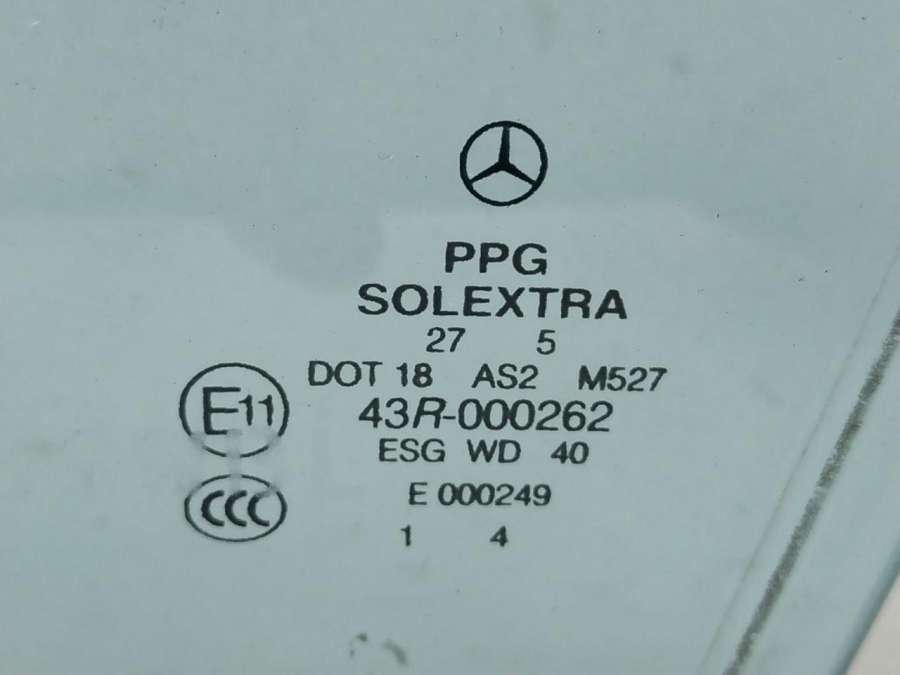 PPG
SOLEXTRA
27 5
DOT 18 AS2 M527
E11 43R-000262
ESG WD 40
CCC E 000249
1 4